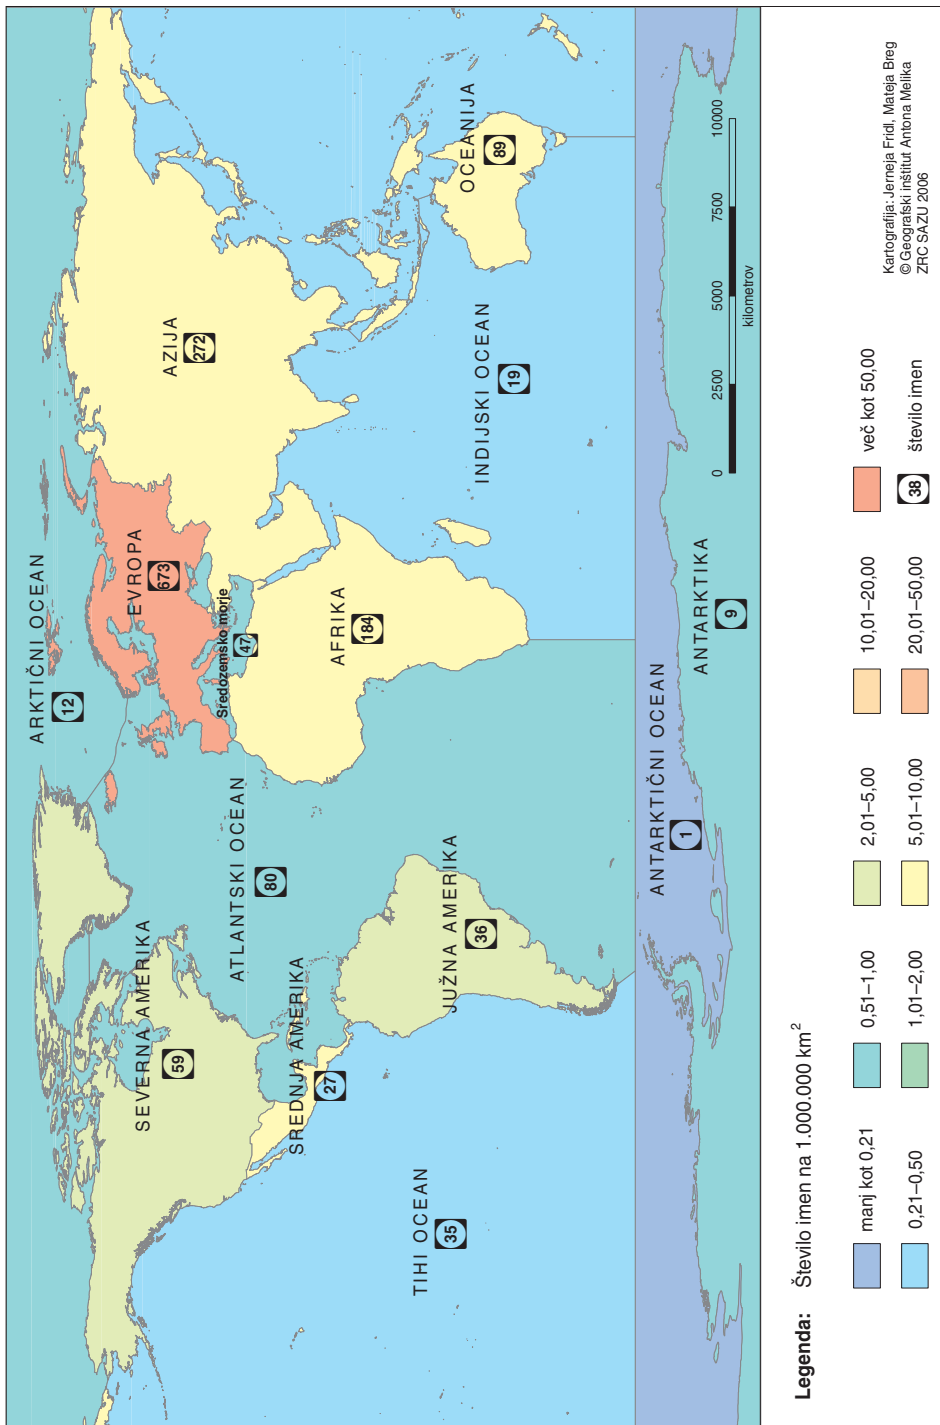 ARKTIČNI OCEAN
12
SEVERNA AMERIKA
59
EVROPA
673
AZIJA
272
Sredozemsko morje
47
ATLANTSKI OCEAN
80
SREDNJA AMERIKA
27
AFRIKA
184
TIHI OCEAN
35
JUŽNA AMERIKA
36
INDIJSKI OCEAN
19
OCEANIJA
89
ANTARKTIČNI OCEAN
1
ANTARKTIKA
9
0 2500 5000 7500 10000
kilometrov
Legenda: Število imen na 1.000.000 km²
manj kot 0,21
0,21–0,50
0,51–1,00
1,01–2,00
2,01–5,00
5,01–10,00
10,01–20,00
20,01–50,00
več kot 50,00
38 število imen
Kartografija: Jerneja Fridl, Mateja Breg
© Geografski inštitut Antona Melika
ZRC SAZU 2006